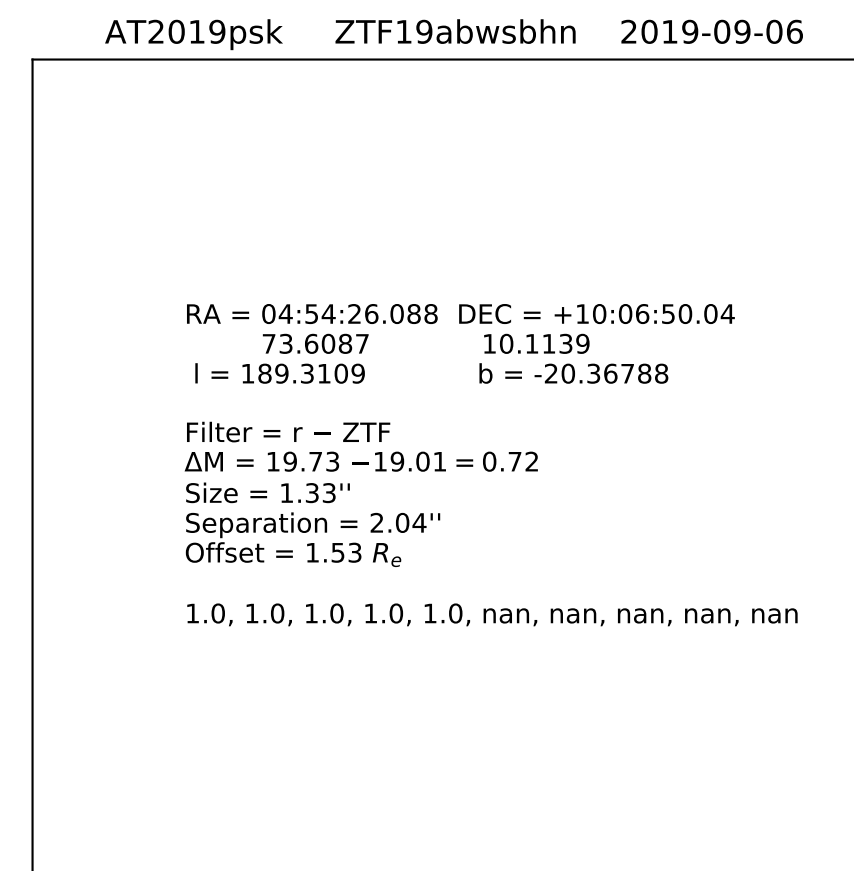 AT2019psk ZTF19abwsbhn 2019-09-06
RA = 04:54:26.088 DEC = +10:06:50.04
73.6087 10.1139
l = 189.3109 b = -20.36788
Filter = r − ZTF
ΔM = 19.73 −19.01 = 0.72
Size = 1.33''
Separation = 2.04''
Offset = 1.53 Rₑ
1.0, 1.0, 1.0, 1.0, 1.0, nan, nan, nan, nan, nan